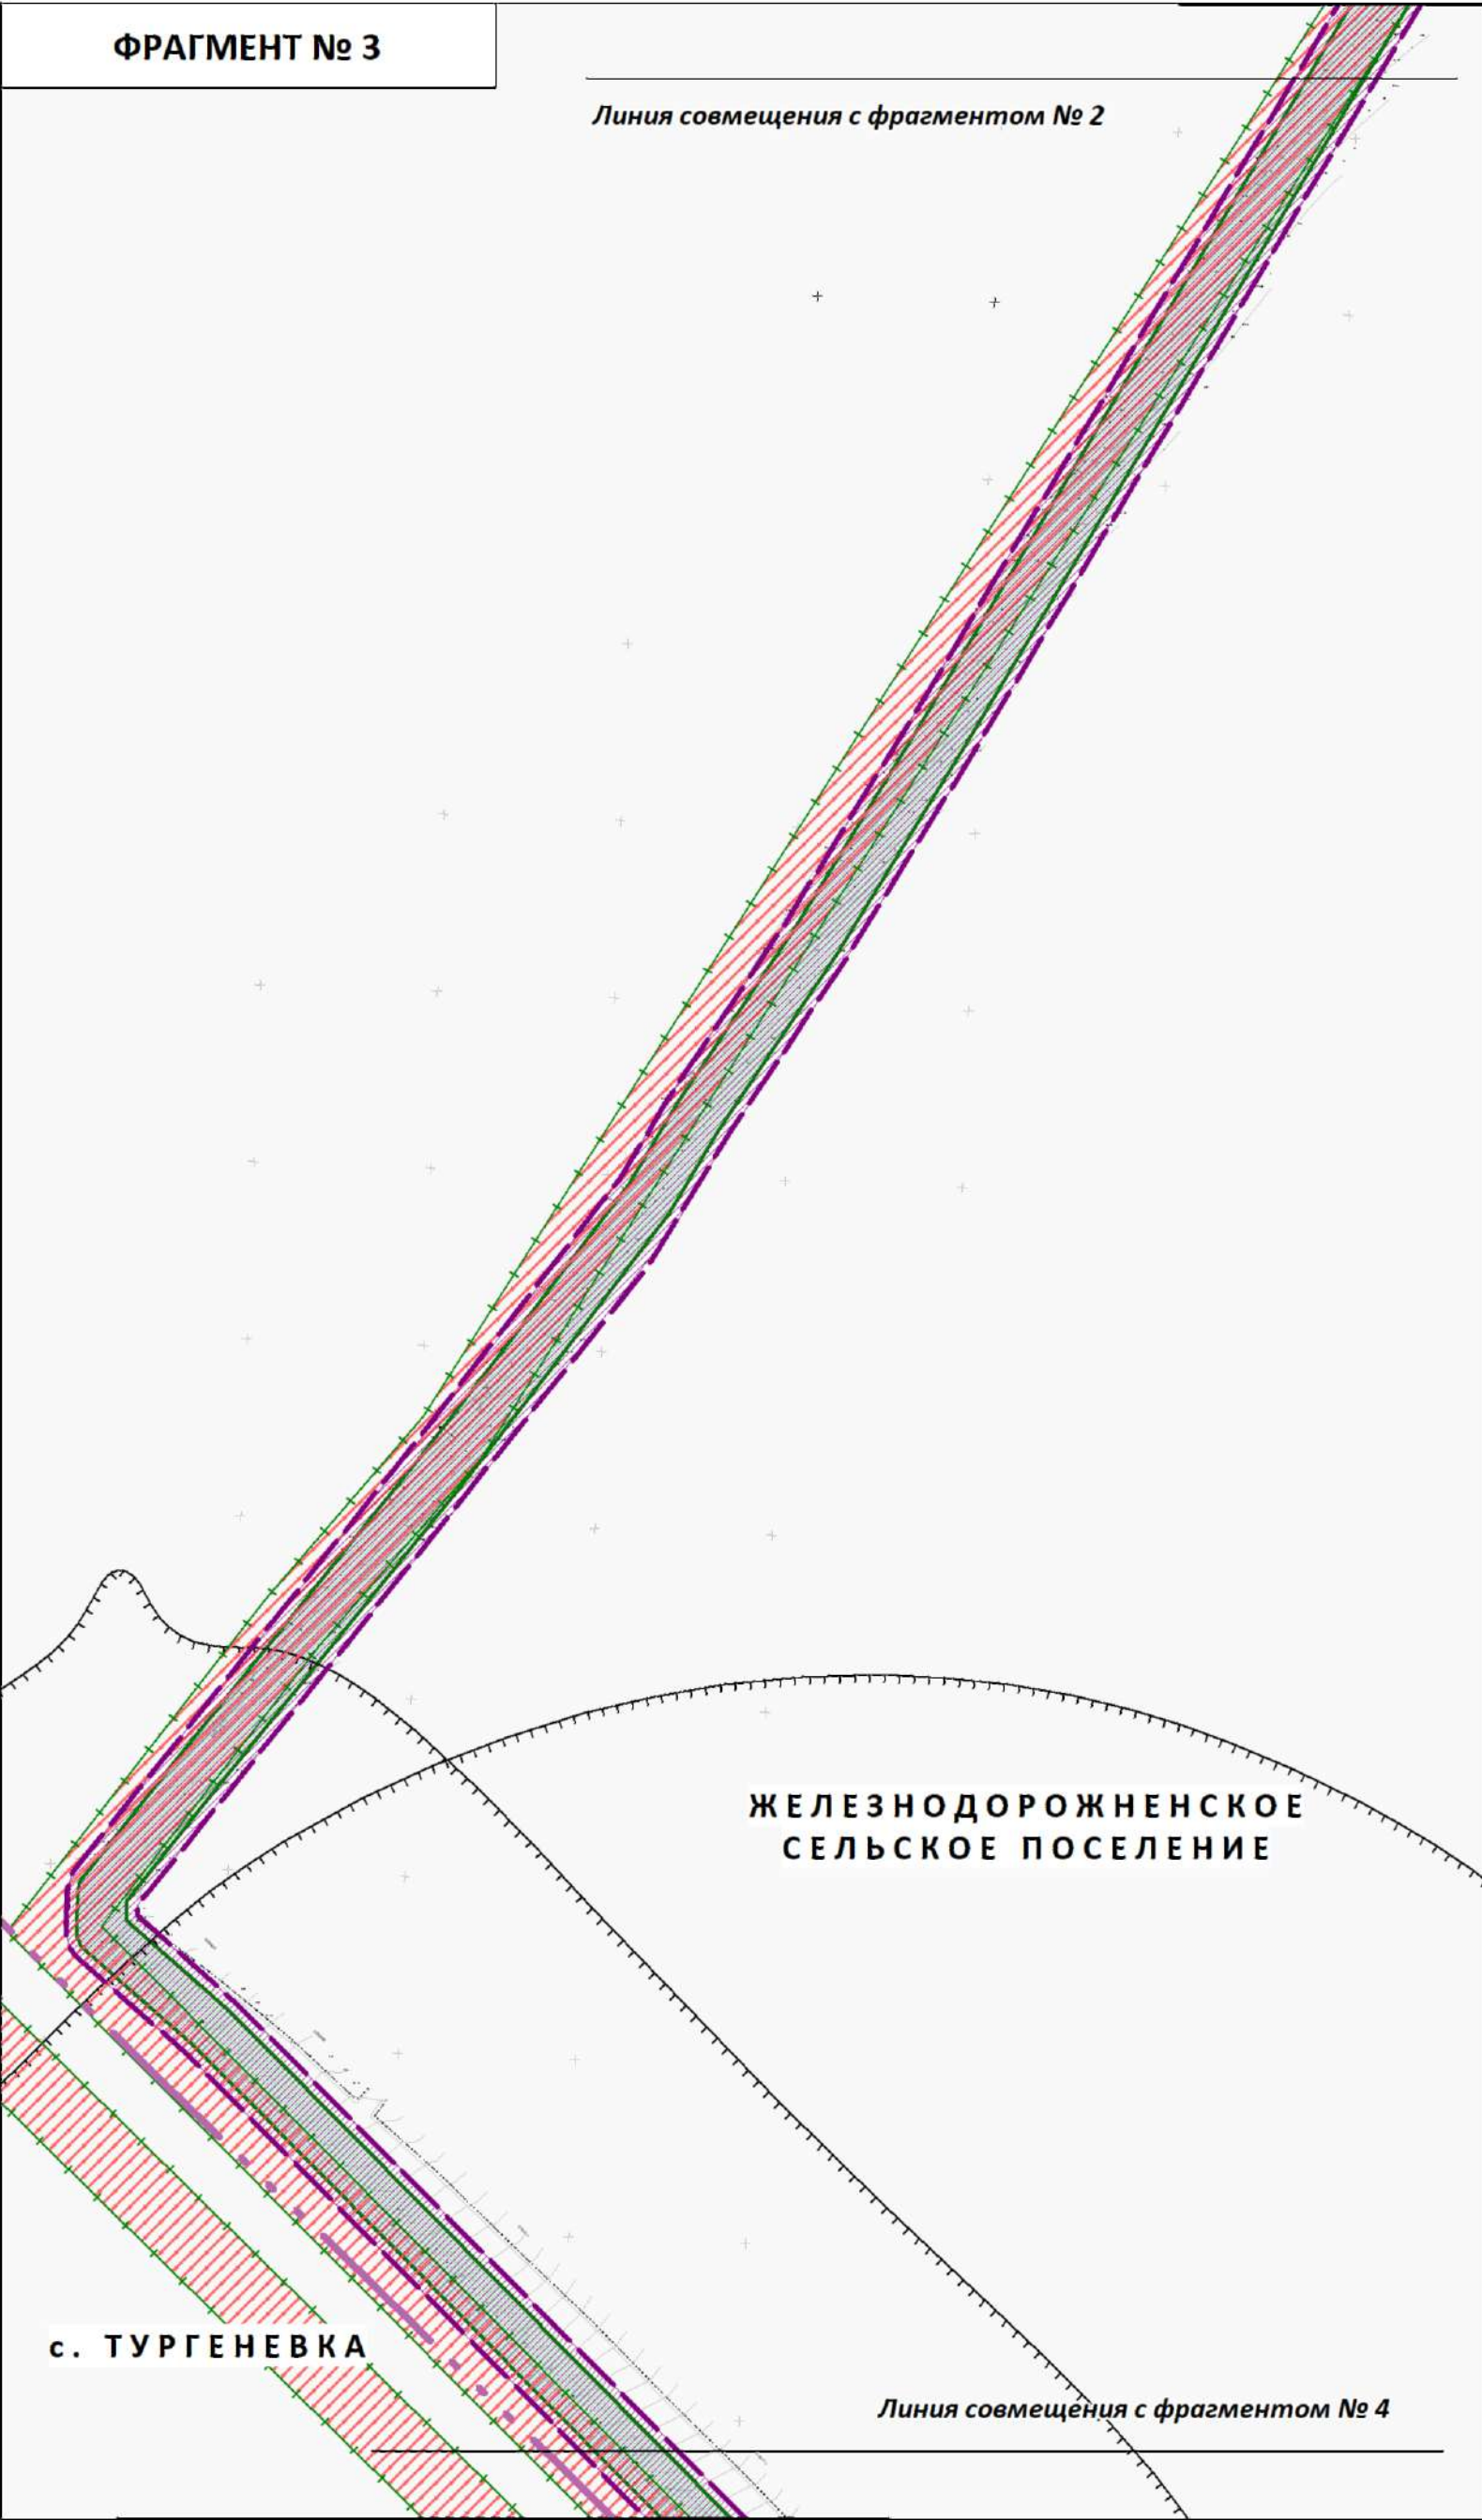 ФРАГМЕНТ № 3
Линия совмещения с фрагментом № 2
ЖЕЛЕЗНОДОРОЖНЕНСКОЕ
СЕЛЬСКОЕ ПОСЕЛЕНИЕ
с. ТУРГЕНЕВКА
Линия совмещения с фрагментом № 4